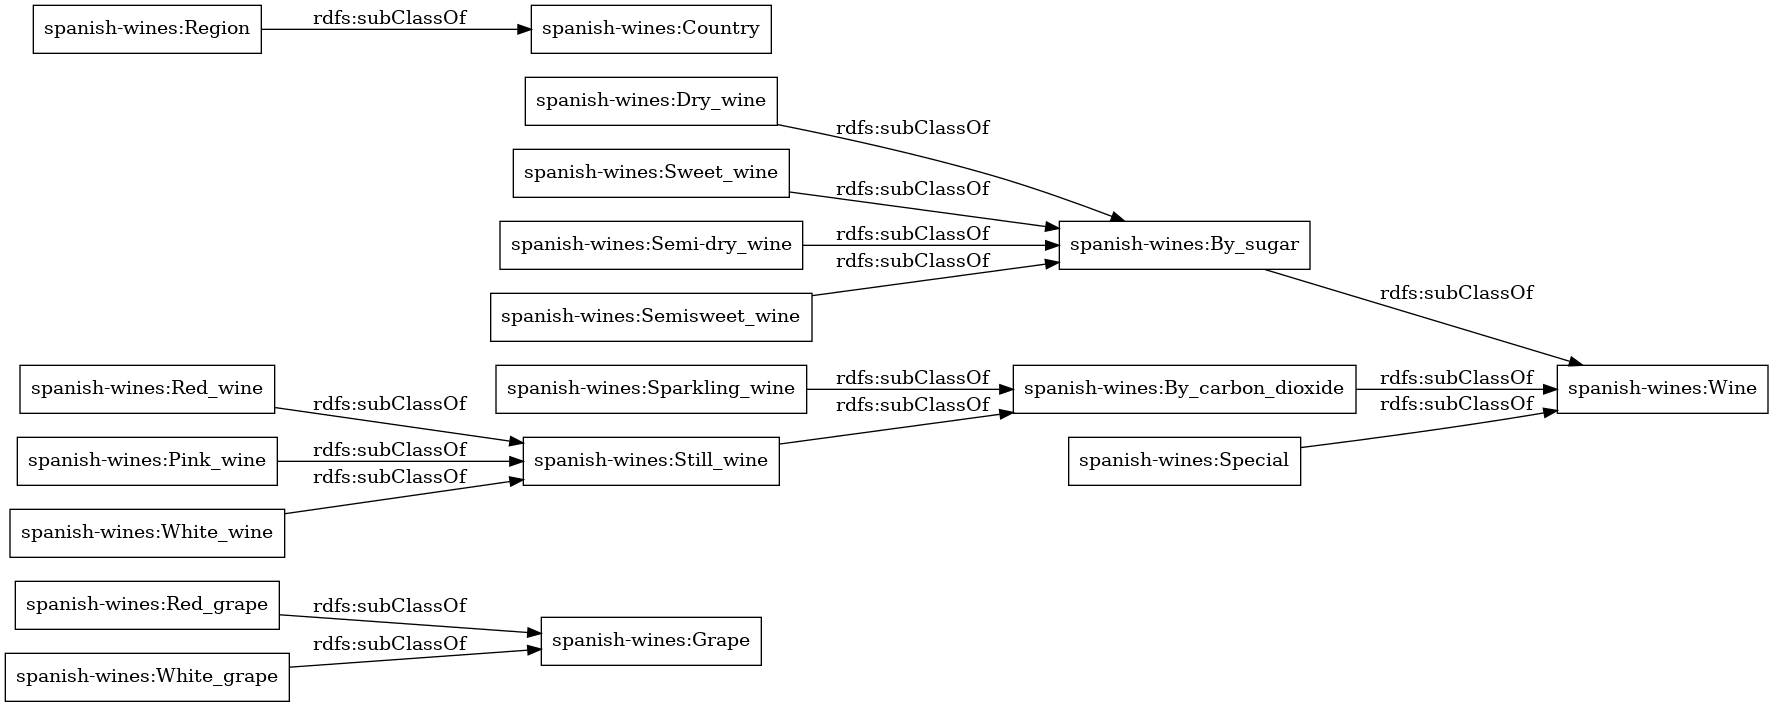 spanish-wines:Region
rdfs:subClassOf
spanish-wines:Country
spanish-wines:Dry_wine
rdfs:subClassOf
spanish-wines:Sweet_wine
rdfs:subClassOf
spanish-wines:Semi-dry_wine
rdfs:subClassOf
spanish-wines:By_sugar
rdfs:subClassOf
spanish-wines:Semisweet_wine
rdfs:subClassOf
spanish-wines:Red_wine
rdfs:subClassOf
spanish-wines:Sparkling_wine
rdfs:subClassOf
spanish-wines:By_carbon_dioxide
rdfs:subClassOf
spanish-wines:Wine
rdfs:subClassOf
rdfs:subClassOf
spanish-wines:Pink_wine
rdfs:subClassOf
spanish-wines:Still_wine
spanish-wines:Special
rdfs:subClassOf
spanish-wines:White_wine
spanish-wines:Red_grape
rdfs:subClassOf
spanish-wines:Grape
rdfs:subClassOf
spanish-wines:White_grape